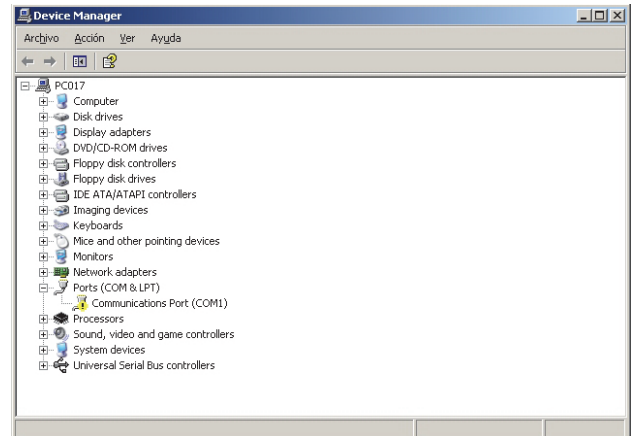 Device Manager
Archivo Acción Ver Ayuda
PC017
Computer
Disk drives
Display adapters
DVD/CD-ROM drives
Floppy disk controllers
Floppy disk drives
IDE ATA/ATAPI controllers
Imaging devices
Keyboards
Mice and other pointing devices
Monitors
Network adapters
Ports (COM & LPT)
Communications Port (COM1)
Processors
Sound, video and game controllers
System devices
Universal Serial Bus controllers